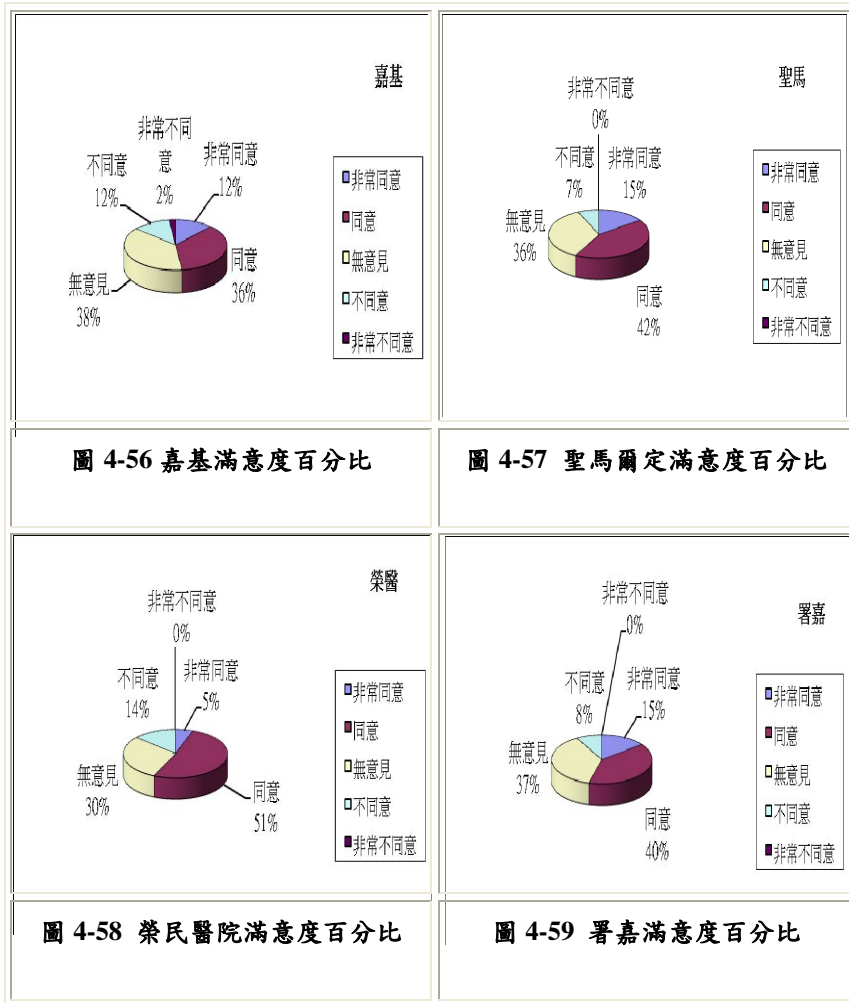 嘉基
非常不同
意
2%
非常同意
12%
不同意
12%
同意
36%
無意見
38%
非常同意
同意
無意見
不同意
非常不同意
圖 4-56 嘉基滿意度百分比
聖馬
非常不同意
0%
不同意
7%
非常同意
15%
無意見
36%
同意
42%
非常同意
同意
無意見
不同意
非常不同意
圖 4-57 聖馬爾定滿意度百分比
榮醫
非常不同意
0%
不同意
14%
非常同意
5%
無意見
30%
同意
51%
非常同意
同意
無意見
不同意
非常不同意
圖 4-58 榮民醫院滿意度百分比
署嘉
非常不同意
0%
不同意
8%
非常同意
15%
無意見
37%
同意
40%
非常同意
同意
無意見
不同意
非常不同意
圖 4-59 署嘉滿意度百分比